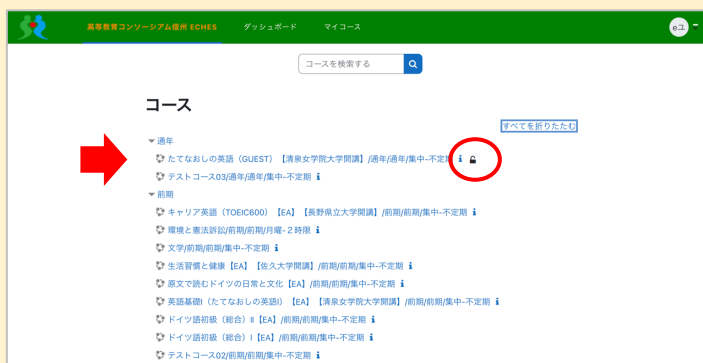 高等教育コンソーシアム信州 ECHES ダッシュボード マイコース eユ
コースを検索する
コース
すべてを折りたたむ
通年
たてなおしの英語（GUEST）【清泉女学院大学開講】/通年/通年/集中-不定期
テストコース03/通年/通年/集中-不定期
前期
キャリア英語（TOEIC600）【EA】【長野県立大学開講】/前期/前期/集中-不定期
環境と憲法訴訟/前期/前期/月曜-２時限
文学/前期/前期/集中-不定期
生活習慣と健康【EA】【佐久大学開講】/前期/前期/集中-不定期
原文で読むドイツの日常と文化【EA】/前期/前期/集中-不定期
英語基礎I（たてなおしの英語I）【EA】【清泉女学院大学開講】/前期/前期/集中-不定期
ドイツ語初級（総合）II【EA】/前期/前期/集中-不定期
ドイツ語初級（総合）I【EA】/前期/前期/集中-不定期
テストコース02/前期/前期/集中-不定期